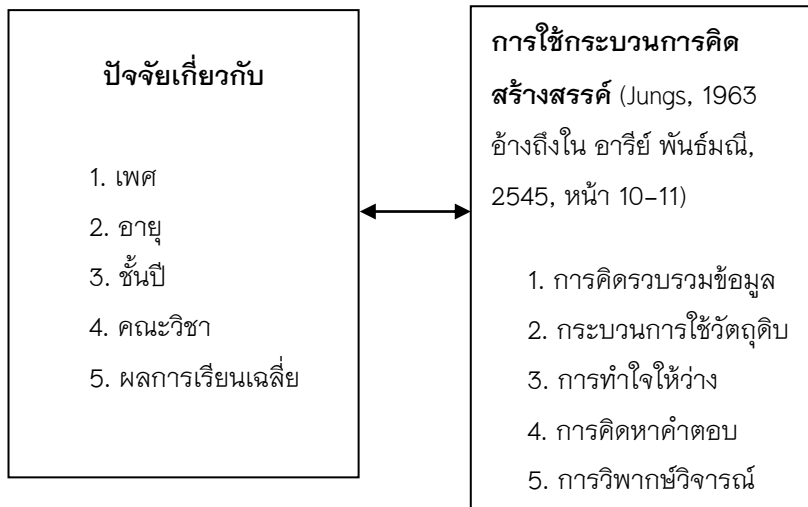 ปัจจัยเกี่ยวกับ
1. เพศ
2. อายุ
3. ชั้นปี
4. คณะวิชา
5. ผลการเรียนเฉลี่ย
การใช้กระบวนการคิด
สร้างสรรค์ (Jungs, 1963
อ้างถึงใน อารีย์ พันธ์มณี,
2545, หน้า 10-11)
1. การคิดรวบรวมข้อมูล
2. กระบวนการใช้วัตถุดิบ
3. การทำใจให้ว่าง
4. การคิดหาคำตอบ
5. การวิพากษ์วิจารณ์